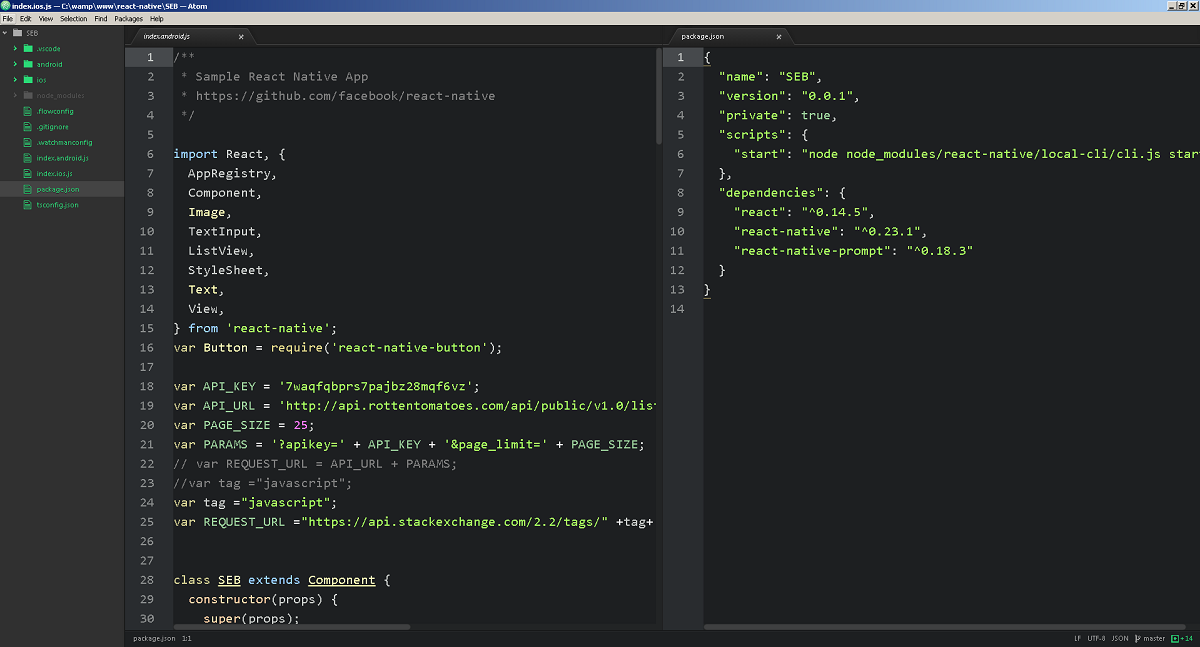 index.ios.js — C:\wamp\www\react-native\SEB — Atom
File Edit View Selection Find Packages Help
SEB
.vscode
android
ios
node_modules
.flowconfig
.gitignore
.watchmanconfig
index.android.js
index.ios.js
package.json
tsconfig.json
index.android.js
1 /**
2 * Sample React Native App
3 * https://github.com/facebook/react-native
4 */
5
6 import React, {
7 AppRegistry,
8 Component,
9 Image,
10 TextInput,
11 ListView,
12 StyleSheet,
13 Text,
14 View,
15 } from 'react-native';
16 var Button = require('react-native-button');
17
18 var API_KEY = '7waqfqbprs7pajbz28mqf6vz';
19 var API_URL = 'http://api.rottentomatoes.com/api/public/v1.0/list
20 var PAGE_SIZE = 25;
21 var PARAMS = '?apikey=' + API_KEY + '&page_limit=' + PAGE_SIZE;
22 // var REQUEST_URL = API_URL + PARAMS;
23 //var tag ="javascript";
24 var tag ="javascript";
25 var REQUEST_URL ="https://api.stackexchange.com/2.2/tags/" +tag+
26
27
28 class SEB extends Component {
29 constructor(props) {
30 super(props);
package.json
1 {
2 "name": "SEB",
3 "version": "0.0.1",
4 "private": true,
5 "scripts": {
6 "start": "node node_modules/react-native/local-cli/cli.js start
7 },
8 "dependencies": {
9 "react": "^0.14.5",
10 "react-native": "^0.23.1",
11 "react-native-prompt": "^0.18.3"
12 }
13 }
14
package.json 1:1
LF UTF-8 JSON master +14